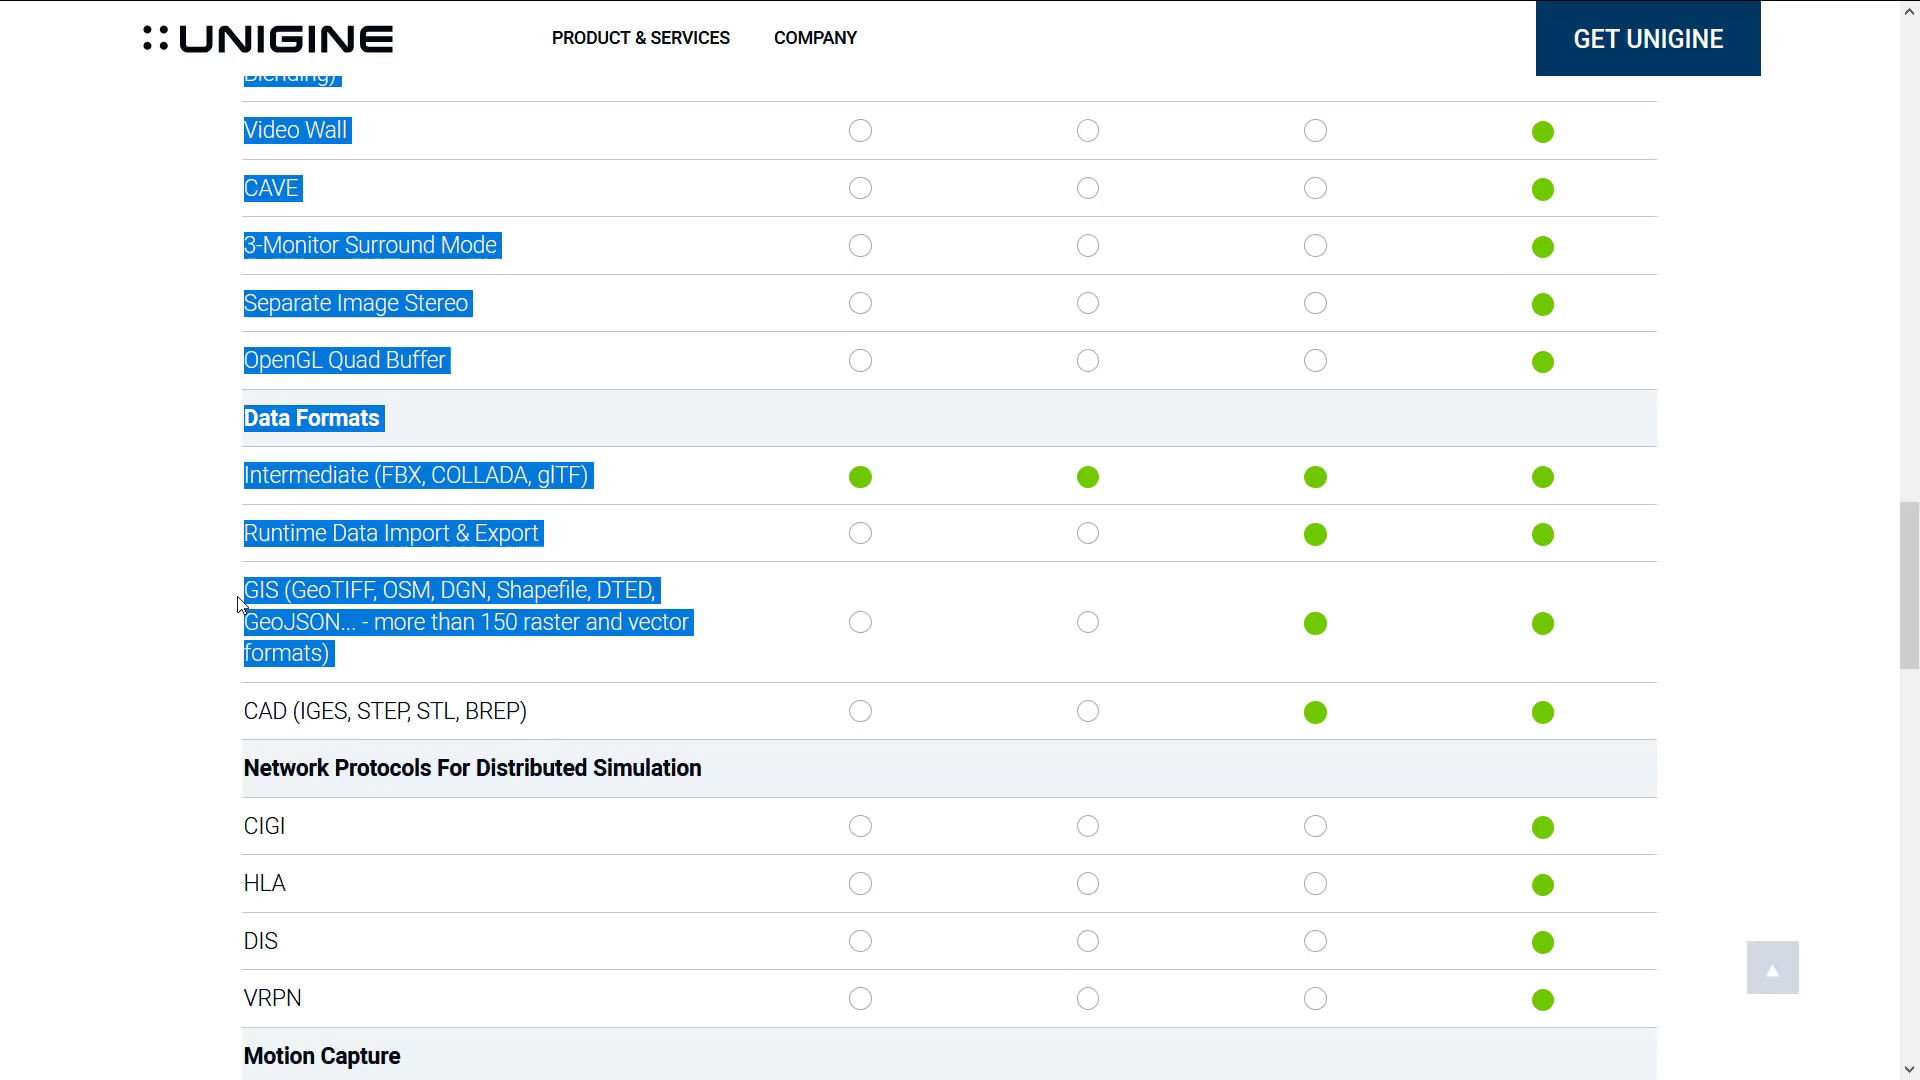 UNIGINE
PRODUCT & SERVICES
COMPANY
GET UNIGINE
Blending)
Video Wall
CAVE
3-Monitor Surround Mode
Separate Image Stereo
OpenGL Quad Buffer
Data Formats
Intermediate (FBX, COLLADA, glTF)
Runtime Data Import & Export
GIS (GeoTIFF, OSM, DGN, Shapefile, DTED,
GeoJSON... - more than 150 raster and vector
formats)
CAD (IGES, STEP, STL, BREP)
Network Protocols For Distributed Simulation
CIGI
HLA
DIS
VRPN
Motion Capture